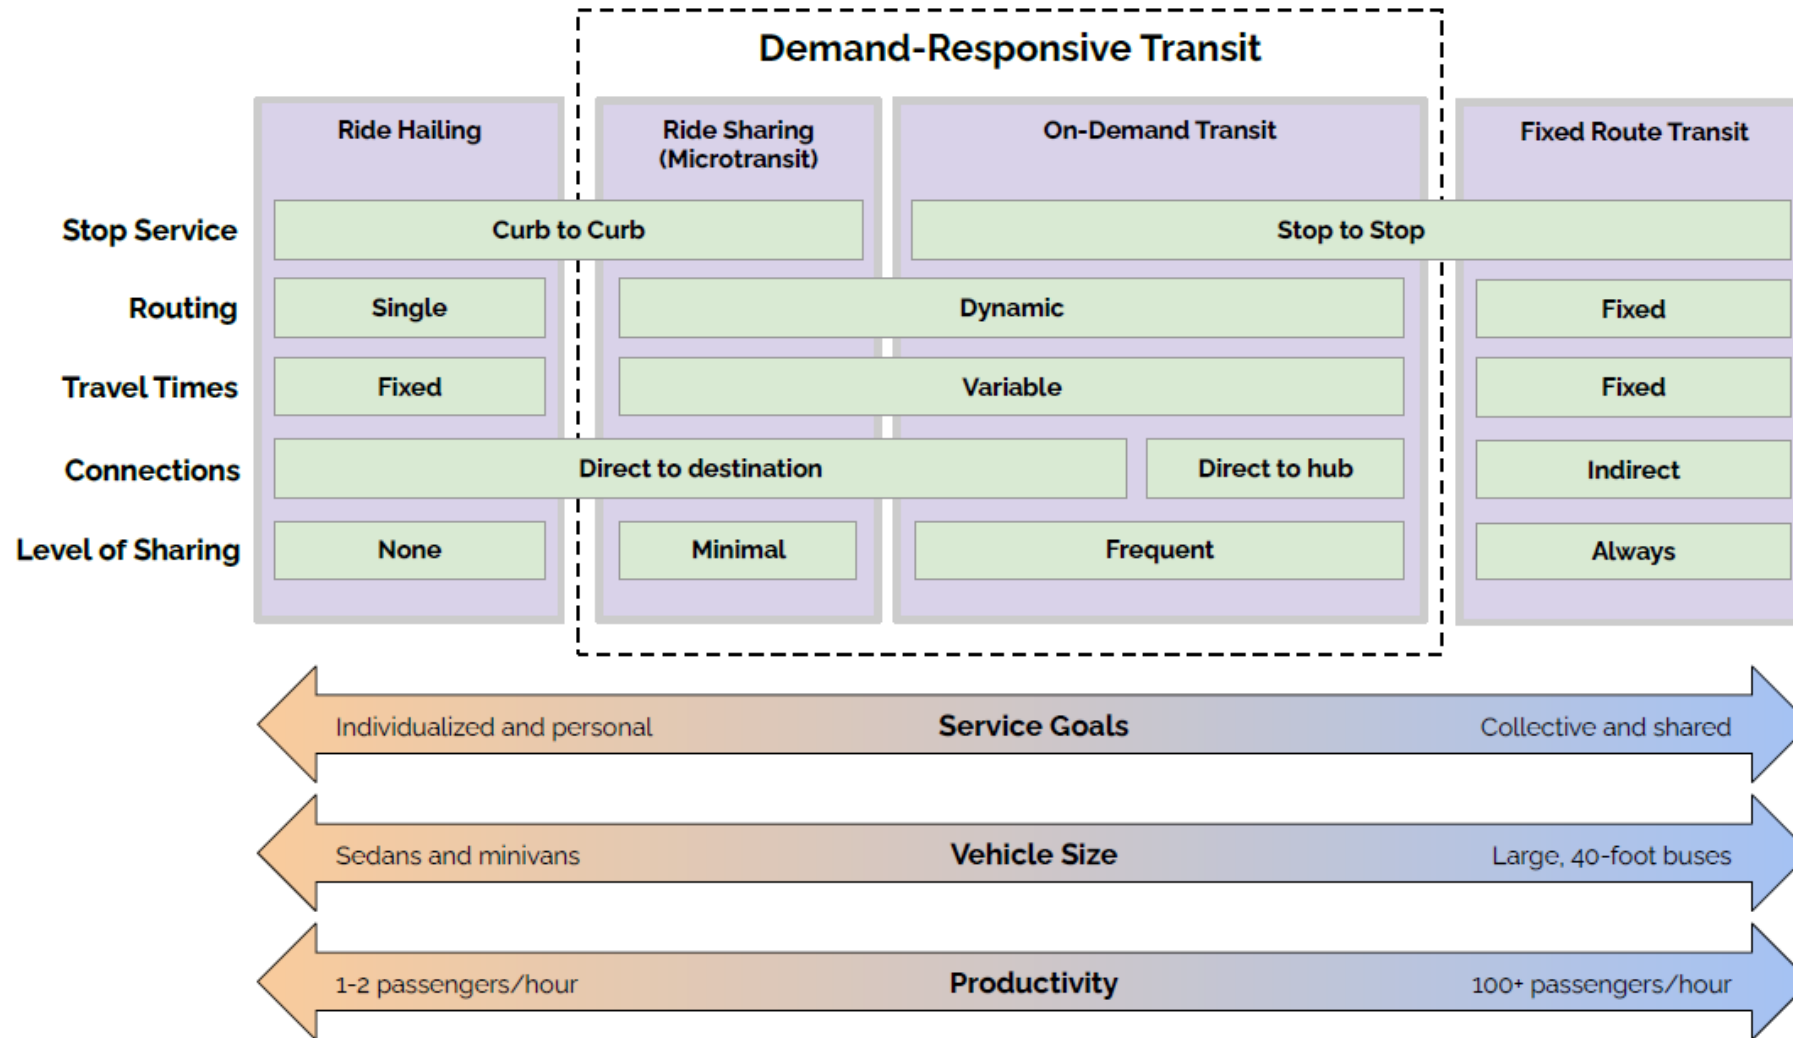 Demand-Responsive Transit
Ride Hailing
Ride Sharing
(Microtransit)
On-Demand Transit
Fixed Route Transit
Stop Service
Curb to Curb
Stop to Stop
Routing
Single
Dynamic
Fixed
Travel Times
Fixed
Variable
Fixed
Connections
Direct to destination
Direct to hub
Indirect
Level of Sharing
None
Minimal
Frequent
Always
Individualized and personal
Service Goals
Collective and shared
Sedans and minivans
Vehicle Size
Large, 40-foot buses
1-2 passengers/hour
Productivity
100+ passengers/hour